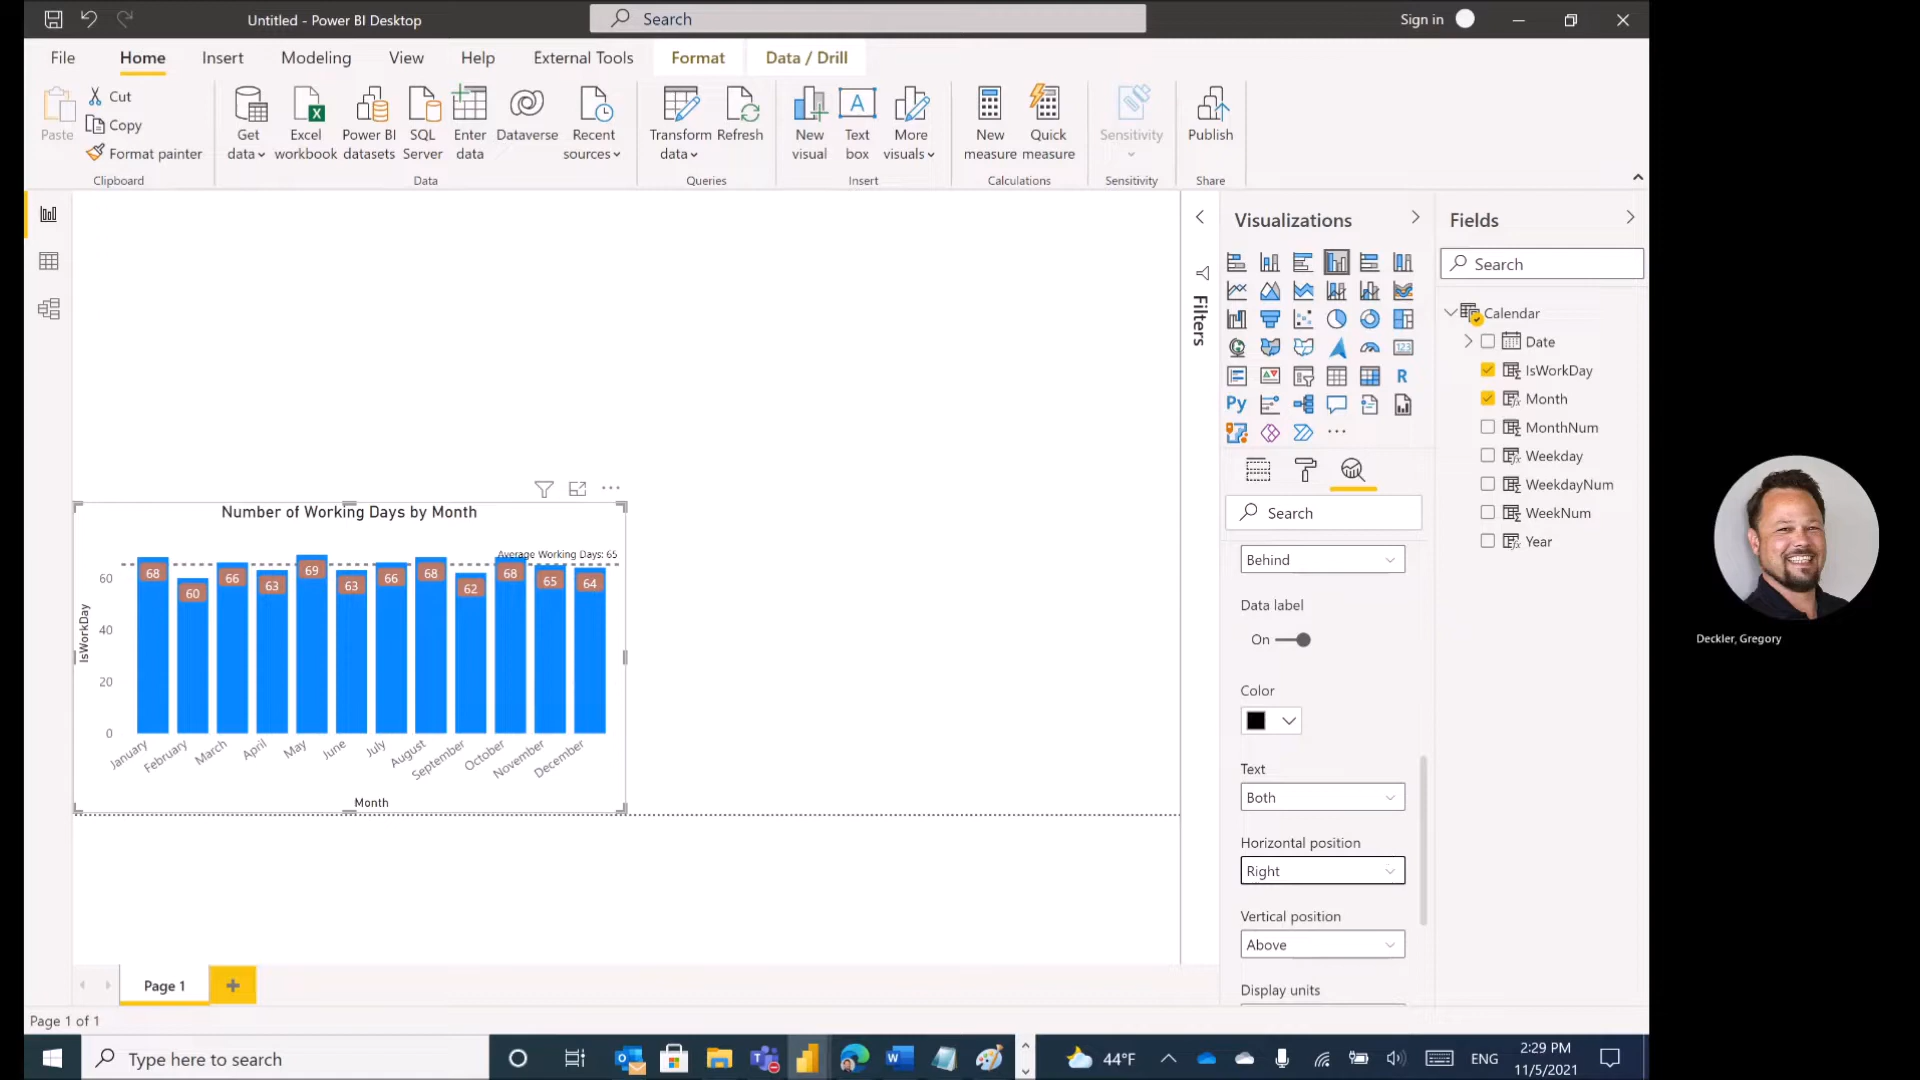 Untitled - Power BI Desktop
Search
Sign in
File
Home
Insert
Modeling
View
Help
External Tools
Format
Data / Drill
Paste
Cut
Copy
Format painter
Clipboard
Get data
Excel workbook
Power BI datasets
SQL Server
Enter data
Dataverse
Recent sources
Data
Transform data
Refresh
Queries
New visual
Text box
More visuals
Insert
New measure
Quick measure
Calculations
Sensitivity
Sensitivity
Publish
Share
Number of Working Days by Month
Average Working Days: 65
IsWorkDay
60
40
20
0
68
60
66
63
69
63
66
68
62
68
65
64
January
February
March
April
May
June
July
August
September
October
November
December
Month
Filters
Visualizations
123
R
Py
Search
Behind
Data label
On
Color
Text
Both
Horizontal position
Right
Vertical position
Above
Display units
Fields
Search
Calendar
Date
IsWorkDay
Month
MonthNum
Weekday
WeekdayNum
WeekNum
Year
Deckler, Gregory
Page 1
Page 1 of 1
Type here to search
44°F
ENG
2:29 PM
11/5/2021